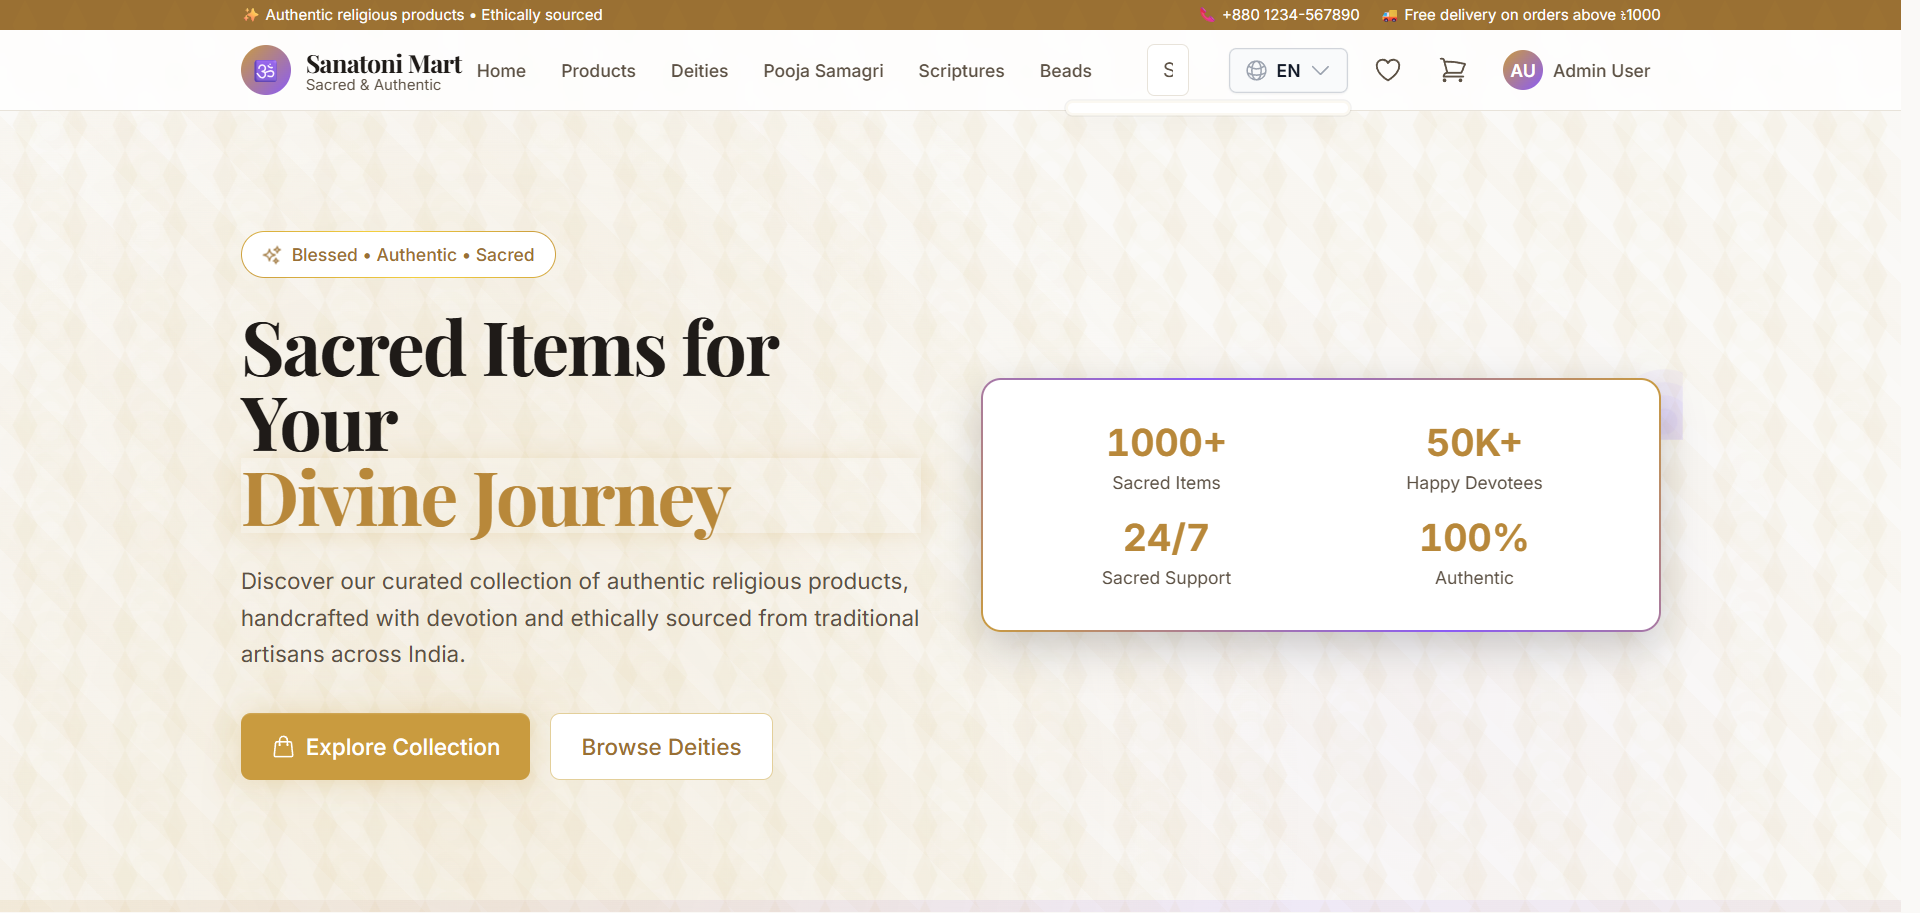 ✨ Authentic religious products • Ethically sourced
📞 +880 1234-567890
🚚 Free delivery on orders above ৳1000
🕉️
Sanatoni Mart
Sacred & Authentic
Home
Products
Deities
Pooja Samagri
Scriptures
Beads
S
EN
AU
Admin User
Blessed • Authentic • Sacred
Sacred Items for
Your
Divine Journey
Discover our curated collection of authentic religious products,
handcrafted with devotion and ethically sourced from traditional
artisans across India.
Explore Collection
Browse Deities
1000+
Sacred Items
50K+
Happy Devotees
24/7
Sacred Support
100%
Authentic